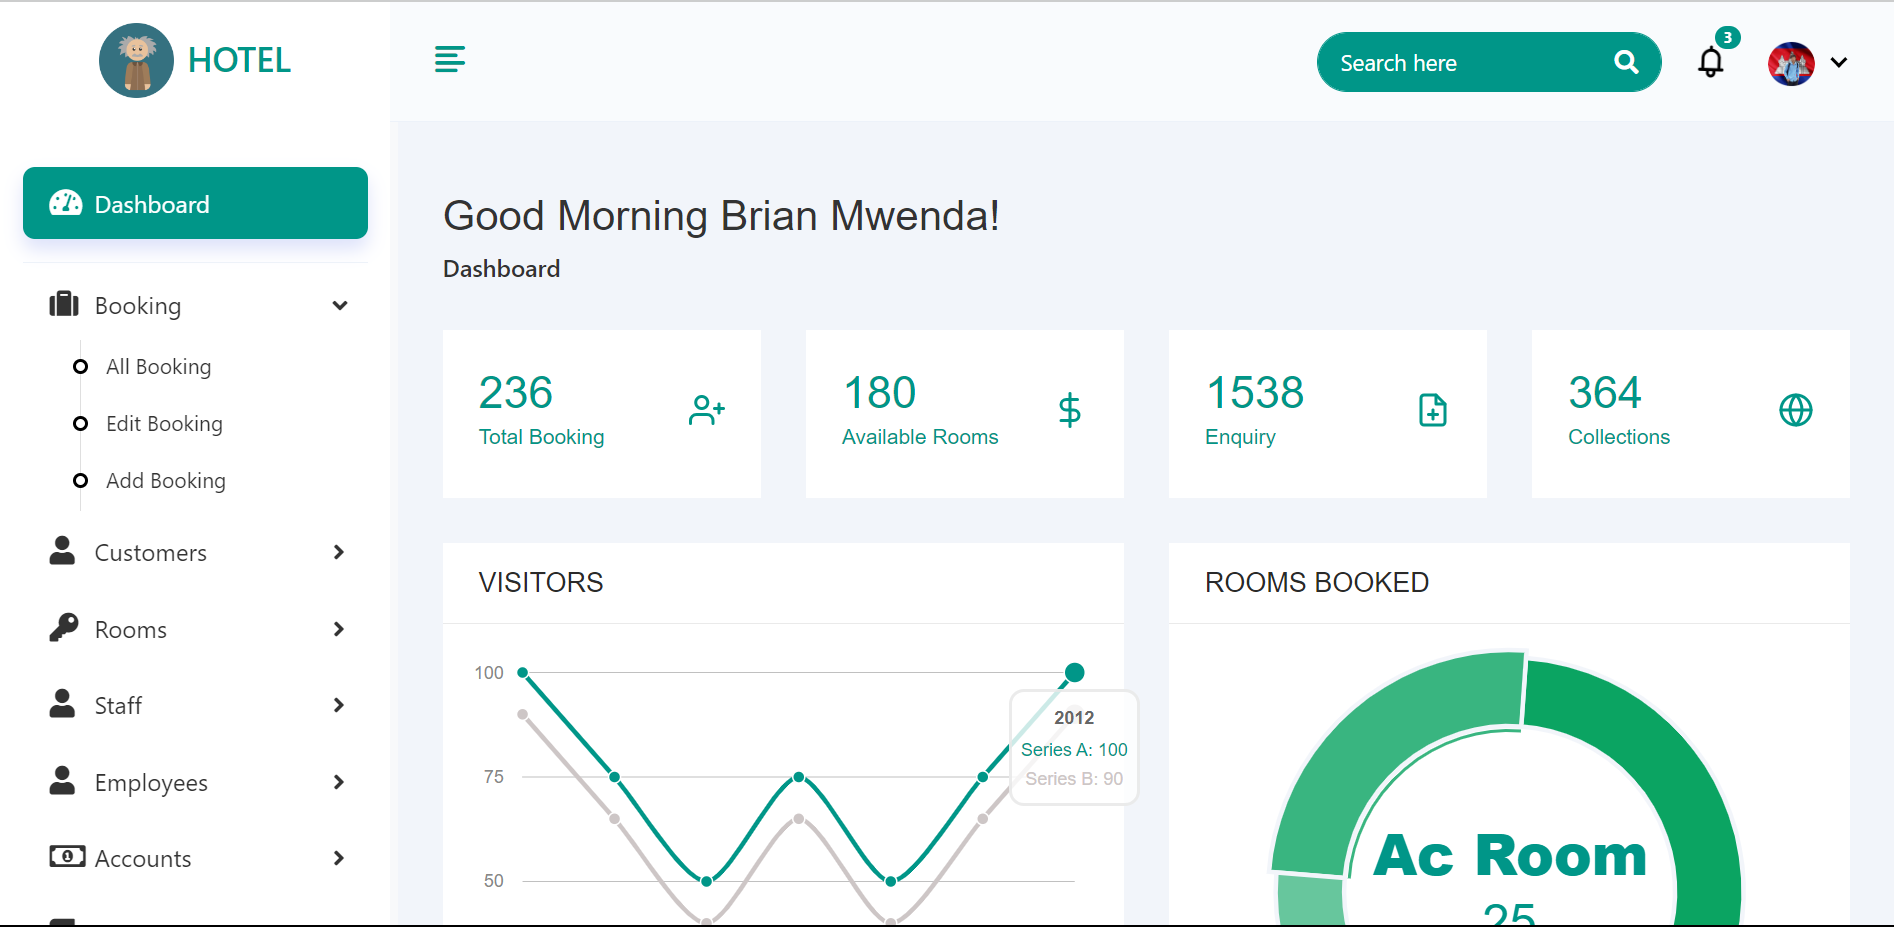 HOTEL
Search here
3
Dashboard
Booking
All Booking
Edit Booking
Add Booking
Customers
Rooms
Staff
Employees
Accounts
Good Morning Brian Mwenda!
Dashboard
236
Total Booking
180
Available Rooms
1538
Enquiry
364
Collections
VISITORS
100
75
50
2012
Series A: 100
Series B: 90
ROOMS BOOKED
Ac Room
25